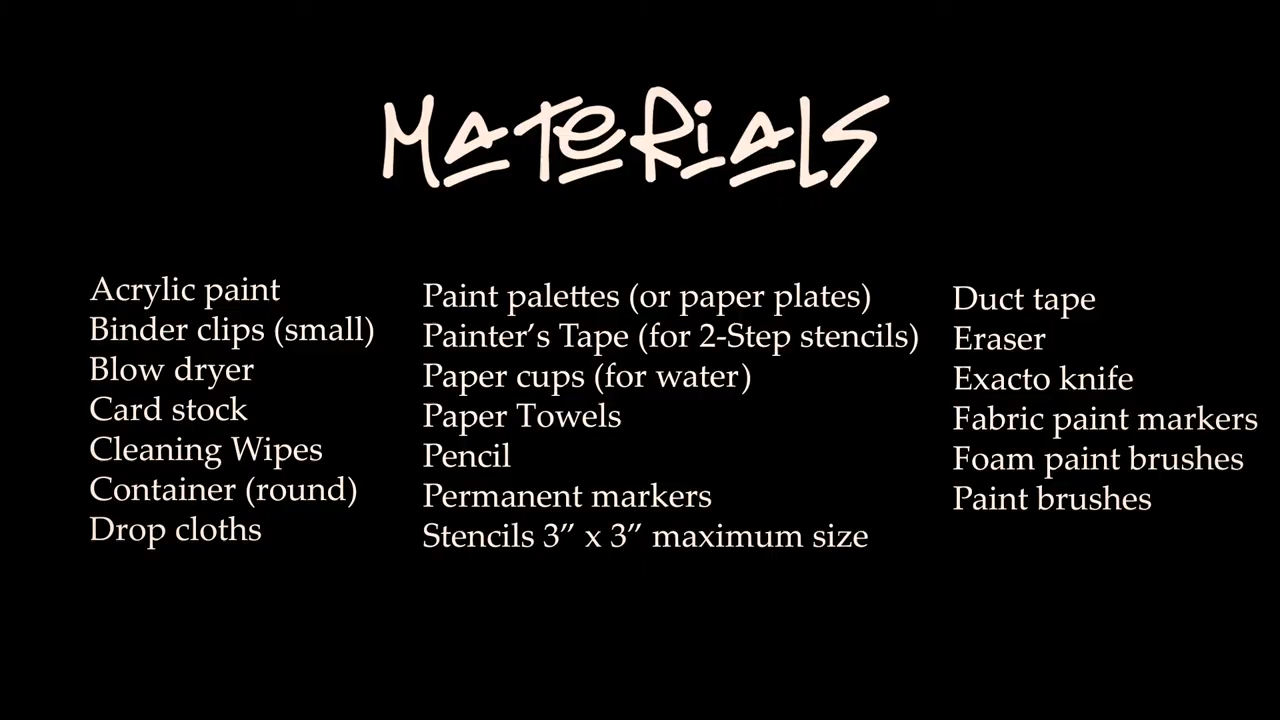 MaTeRiaLS
Acrylic paint
Binder clips (small)
Blow dryer
Card stock
Cleaning Wipes
Container (round)
Drop cloths
Paint palettes (or paper plates)
Painter’s Tape (for 2-Step stencils)
Paper cups (for water)
Paper Towels
Pencil
Permanent markers
Stencils 3” x 3” maximum size
Duct tape
Eraser
Exacto knife
Fabric paint markers
Foam paint brushes
Paint brushes